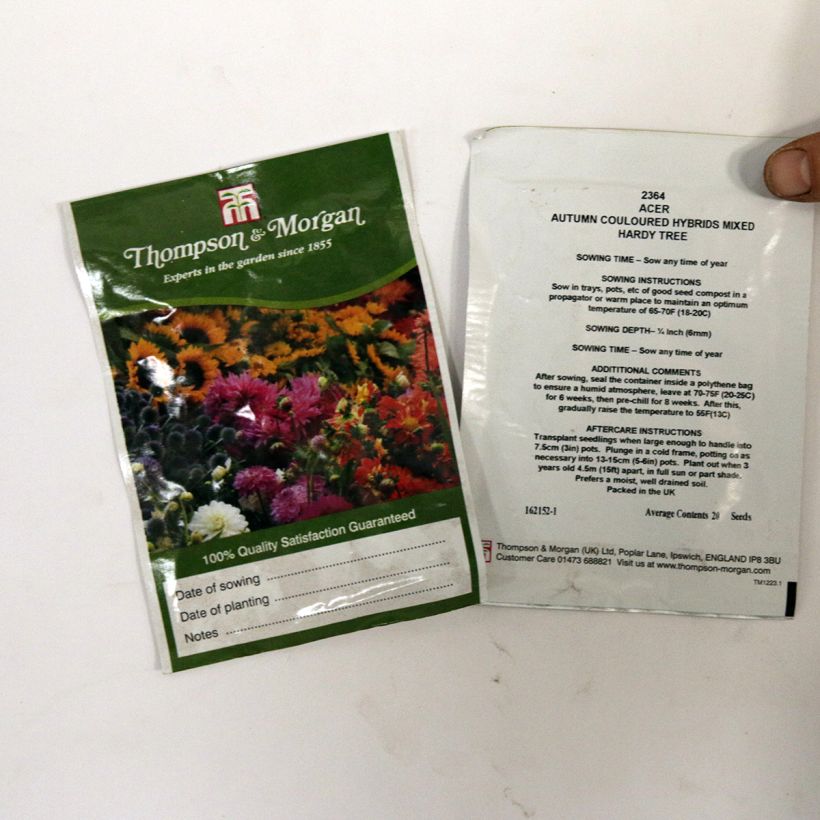 Thompson & Morgan
Experts in the garden since 1855
100% Quality Satisfaction Guaranteed
Date of sowing
Date of planting
Notes
2364
ACER
AUTUMN COULOURED HYBRIDS MIXED
HARDY TREE
SOWING TIME – Sow any time of year
SOWING INSTRUCTIONS
Sow in trays, pots, etc of good seed compost in a
propagator or warm place to maintain an optimum
temperature of 65-70F (18-20C)
SOWING DEPTH– ¼ inch (6mm)
SOWING TIME – Sow any time of year
ADDITITIONAL COMMENTS
After sowing, seal the container inside a polythene bag
to ensure a humid atmosphere, leave at 70-75F (20-25C)
for 6 weeks, then pre-chill for 8 weeks. After this,
gradually raise the temperature to 55F(13C)
AFTERCARE INSTRUCTIONS
Transplant seedlings when large enough to handle into
7.5cm (3in) pots. Plunge in a cold frame, potting on as
necessary into 13-15cm (5-6in) pots. Plant out when 3
years old 4.5m (15ft) apart, in full sun or part shade.
Prefers a moist, well drained soil.
Packed in the UK
162152-1 Average Contents 20 Seeds
Thompson & Morgan (UK) Ltd, Poplar Lane, Ipswich, ENGLAND IP8 3BU
Customer Care 01473 688821 Visit us at www.thompson-morgan.com
TM1223.1